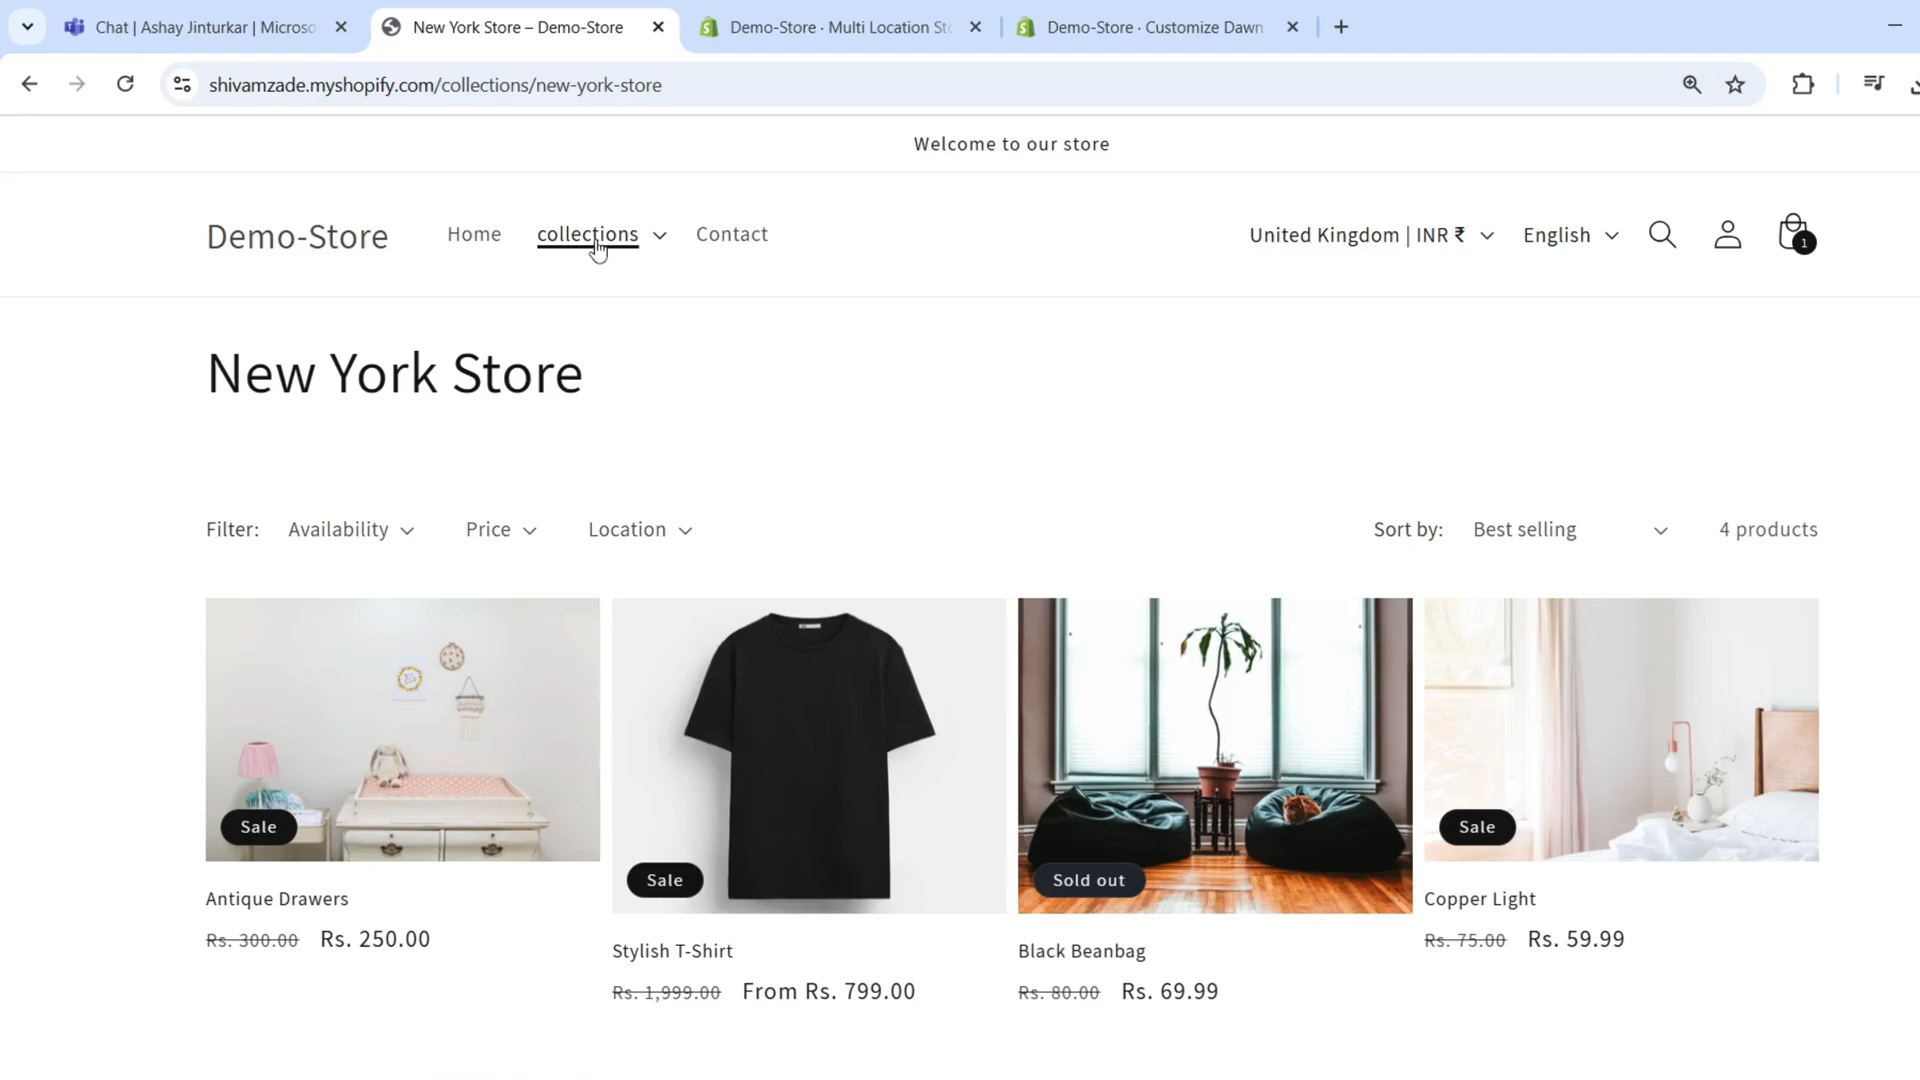 Chat | Ashay Jinturkar | Microso
New York Store – Demo-Store
Demo-Store · Multi Location Sto
Demo-Store · Customize Dawn
shivamzade.myshopify.com/collections/new-york-store
Welcome to our store
Demo-Store
Home
collections
Contact
United Kingdom | INR ₹
English
1
New York Store
Filter:
Availability
Price
Location
Sort by:
Best selling
4 products
Sale
Sale
Sold out
Sale
Antique Drawers
Rs. 300.00 Rs. 250.00
Stylish T-Shirt
Rs. 1,999.00 From Rs. 799.00
Black Beanbag
Rs. 80.00 Rs. 69.99
Copper Light
Rs. 75.00 Rs. 59.99